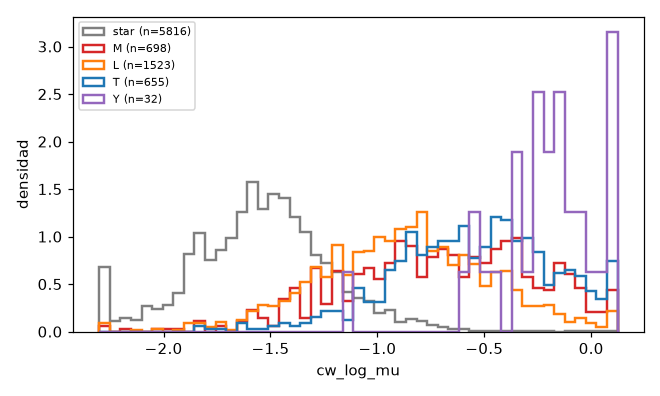 star (n=5816)
M (n=698)
L (n=1523)
T (n=655)
Y (n=32)
densidad
3.0
2.5
2.0
1.5
1.0
0.5
0.0
−2.0
−1.5
−1.0
−0.5
0.0
cw_log_mu